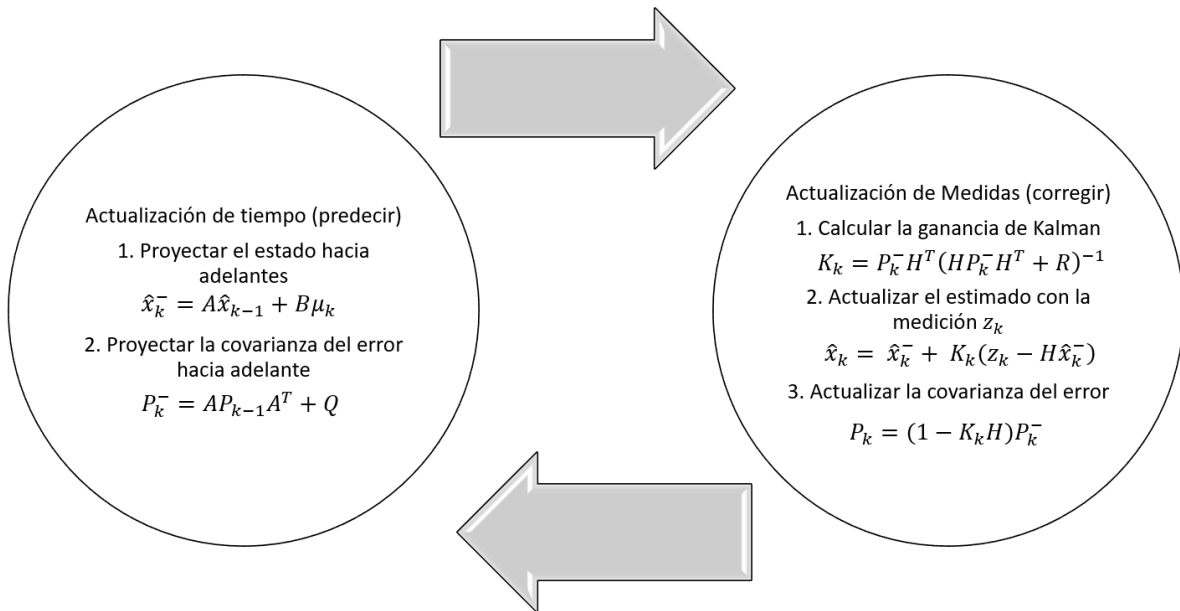 Actualización de tiempo (predecir)
1. Proyectar el estado hacia
adelantes
x̂ₖ⁻ = Ax̂ₖ₋₁ + Bμₖ
2. Proyectar la covarianza del error
hacia adelante
Pₖ⁻ = APₖ₋₁Aᵀ + Q
Actualización de Medidas (corregir)
1. Calcular la ganancia de Kalman
Kₖ = Pₖ⁻Hᵀ(HPₖ⁻Hᵀ + R)⁻¹
2. Actualizar el estimado con la
medición zₖ
x̂ₖ = x̂ₖ⁻ + Kₖ(zₖ − Hx̂ₖ⁻)
3. Actualizar la covarianza del error
Pₖ = (1 − KₖH)Pₖ⁻